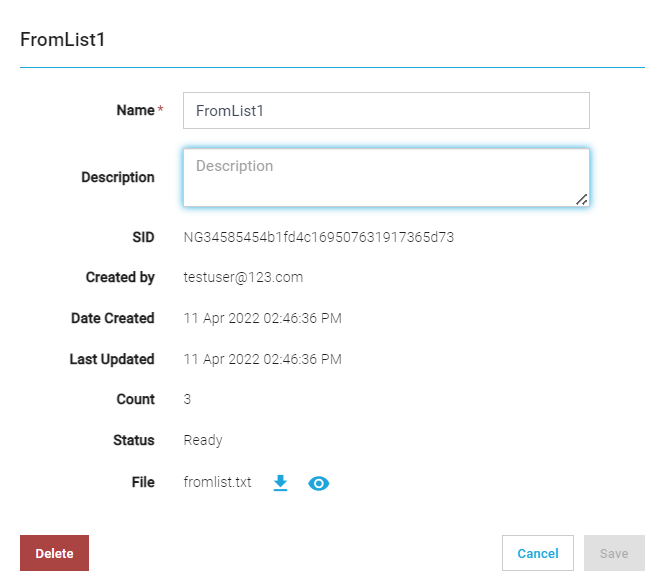 FromList1
Name * FromList1
Description Description
SID NG34585454b1fd4c169507631917365d73
Created by testuser@123.com
Date Created 11 Apr 2022 02:46:36 PM
Last Updated 11 Apr 2022 02:46:36 PM
Count 3
Status Ready
File fromlist.txt
Delete Cancel Save